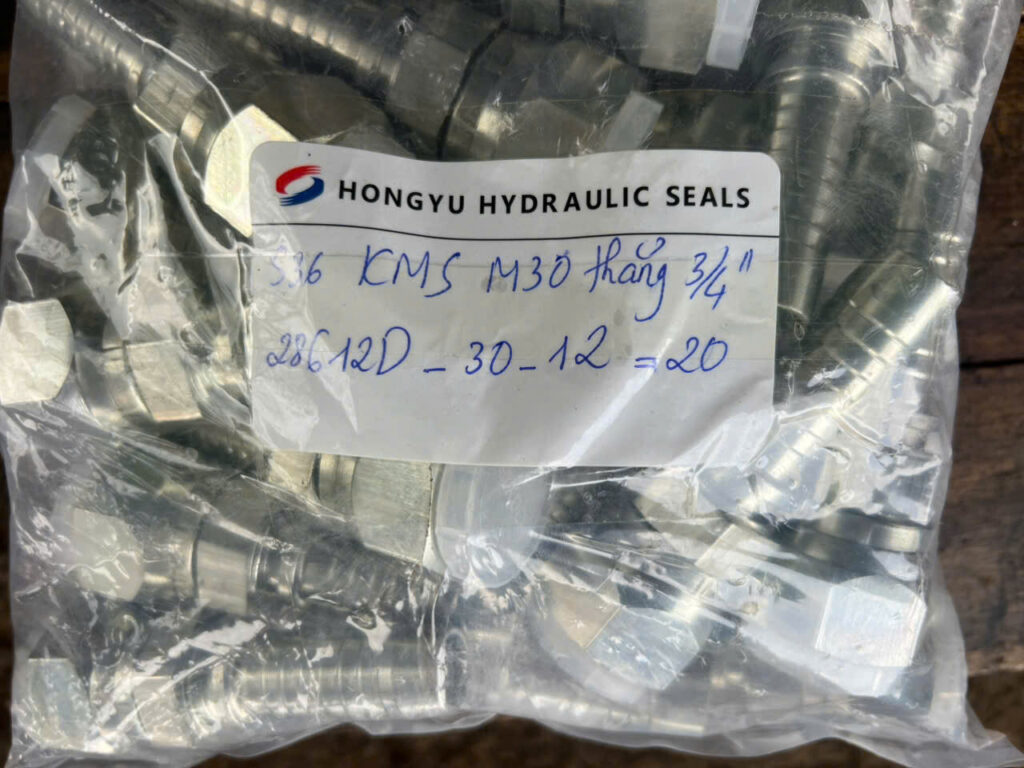 HONGYU HYDRAULIC SEALS
S36 KMS M30 thẳng 3/4"
28612D - 30 - 12 = 20